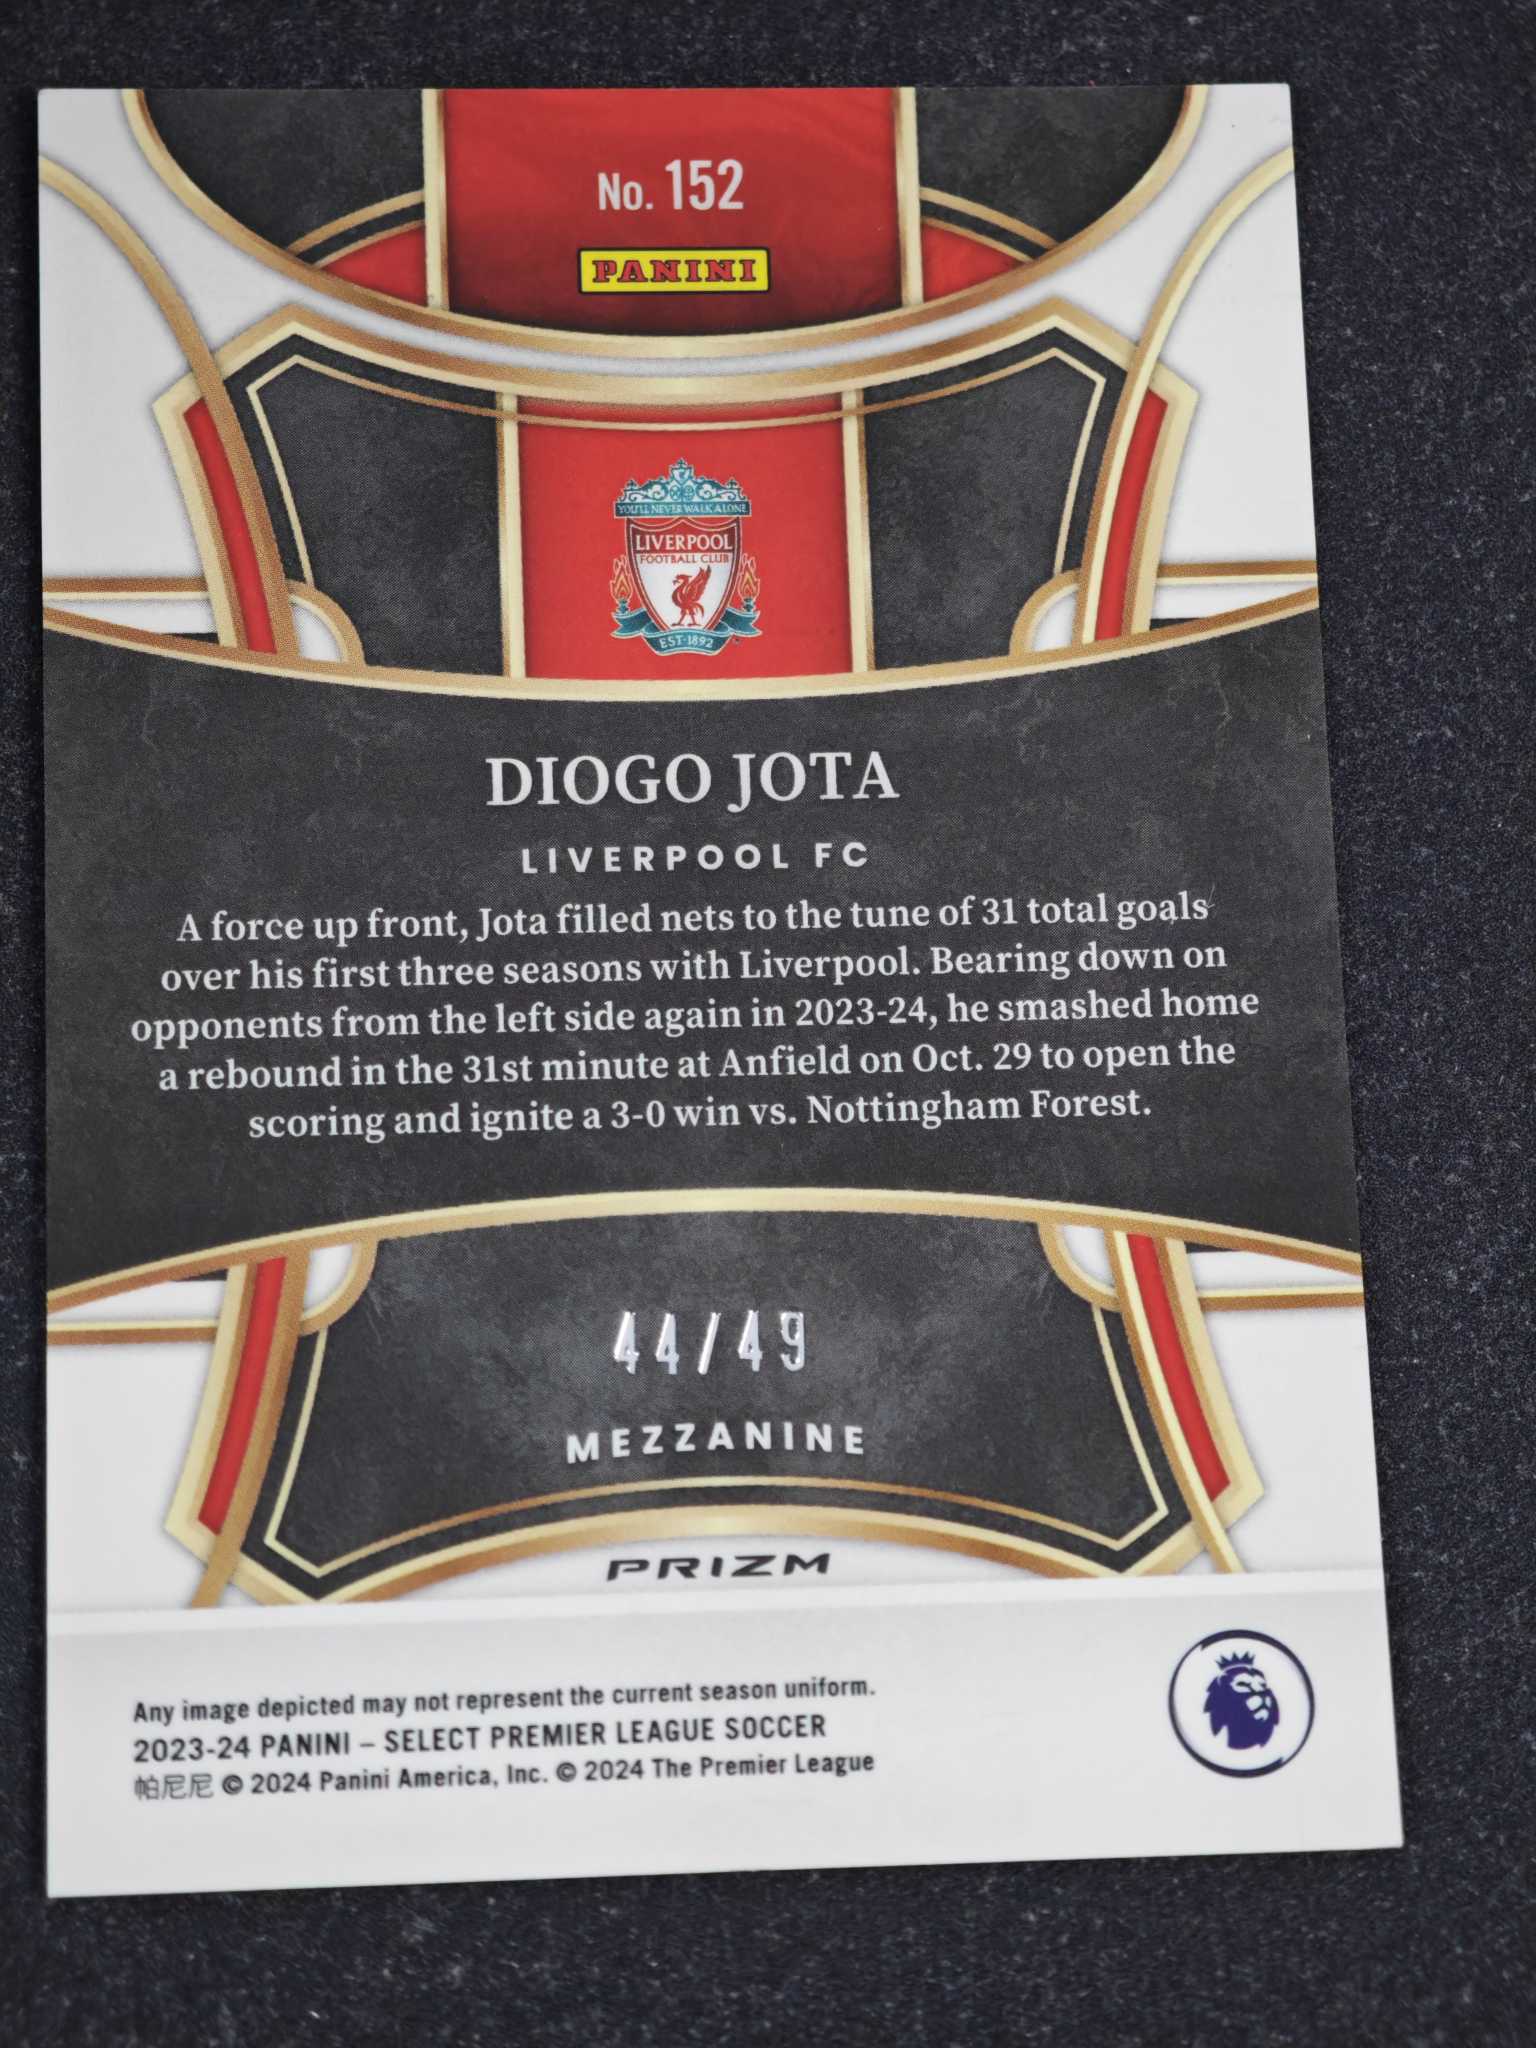 No. 152
PANINI
YOU'LL NEVER WALK ALONE
LIVERPOOL
FOOTBALL CLUB
EST·1892
DIOGO JOTA
LIVERPOOL FC
A force up front, Jota filled nets to the tune of 31 total goals
over his first three seasons with Liverpool. Bearing down on
opponents from the left side again in 2023-24, he smashed home
a rebound in the 31st minute at Anfield on Oct. 29 to open the
scoring and ignite a 3-0 win vs. Nottingham Forest.
44/49
MEZZANINE
PRIZM
Any image depicted may not represent the current season uniform.
2023-24 PANINI – SELECT PREMIER LEAGUE SOCCER
帕尼尼 © 2024 Panini America, Inc. © 2024 The Premier League